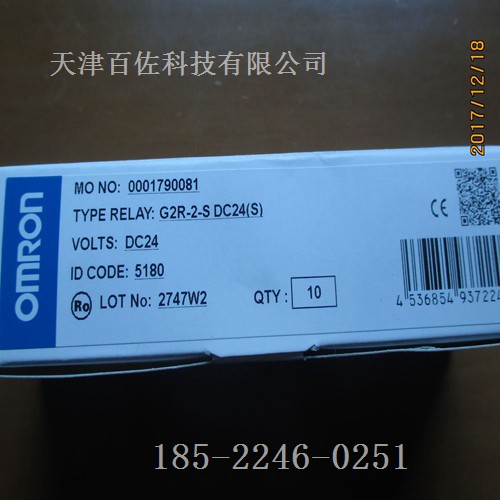 天津百佐科技有限公司
2017/12/18
OMRON
MO NO: 0001790081
TYPE RELAY: G2R-2-S DC24(S)
VOLTS: DC24
ID CODE: 5180
Ro LOT No: 2747W2 QTY : 10
CE
4 536854 937224
185-2246-0251